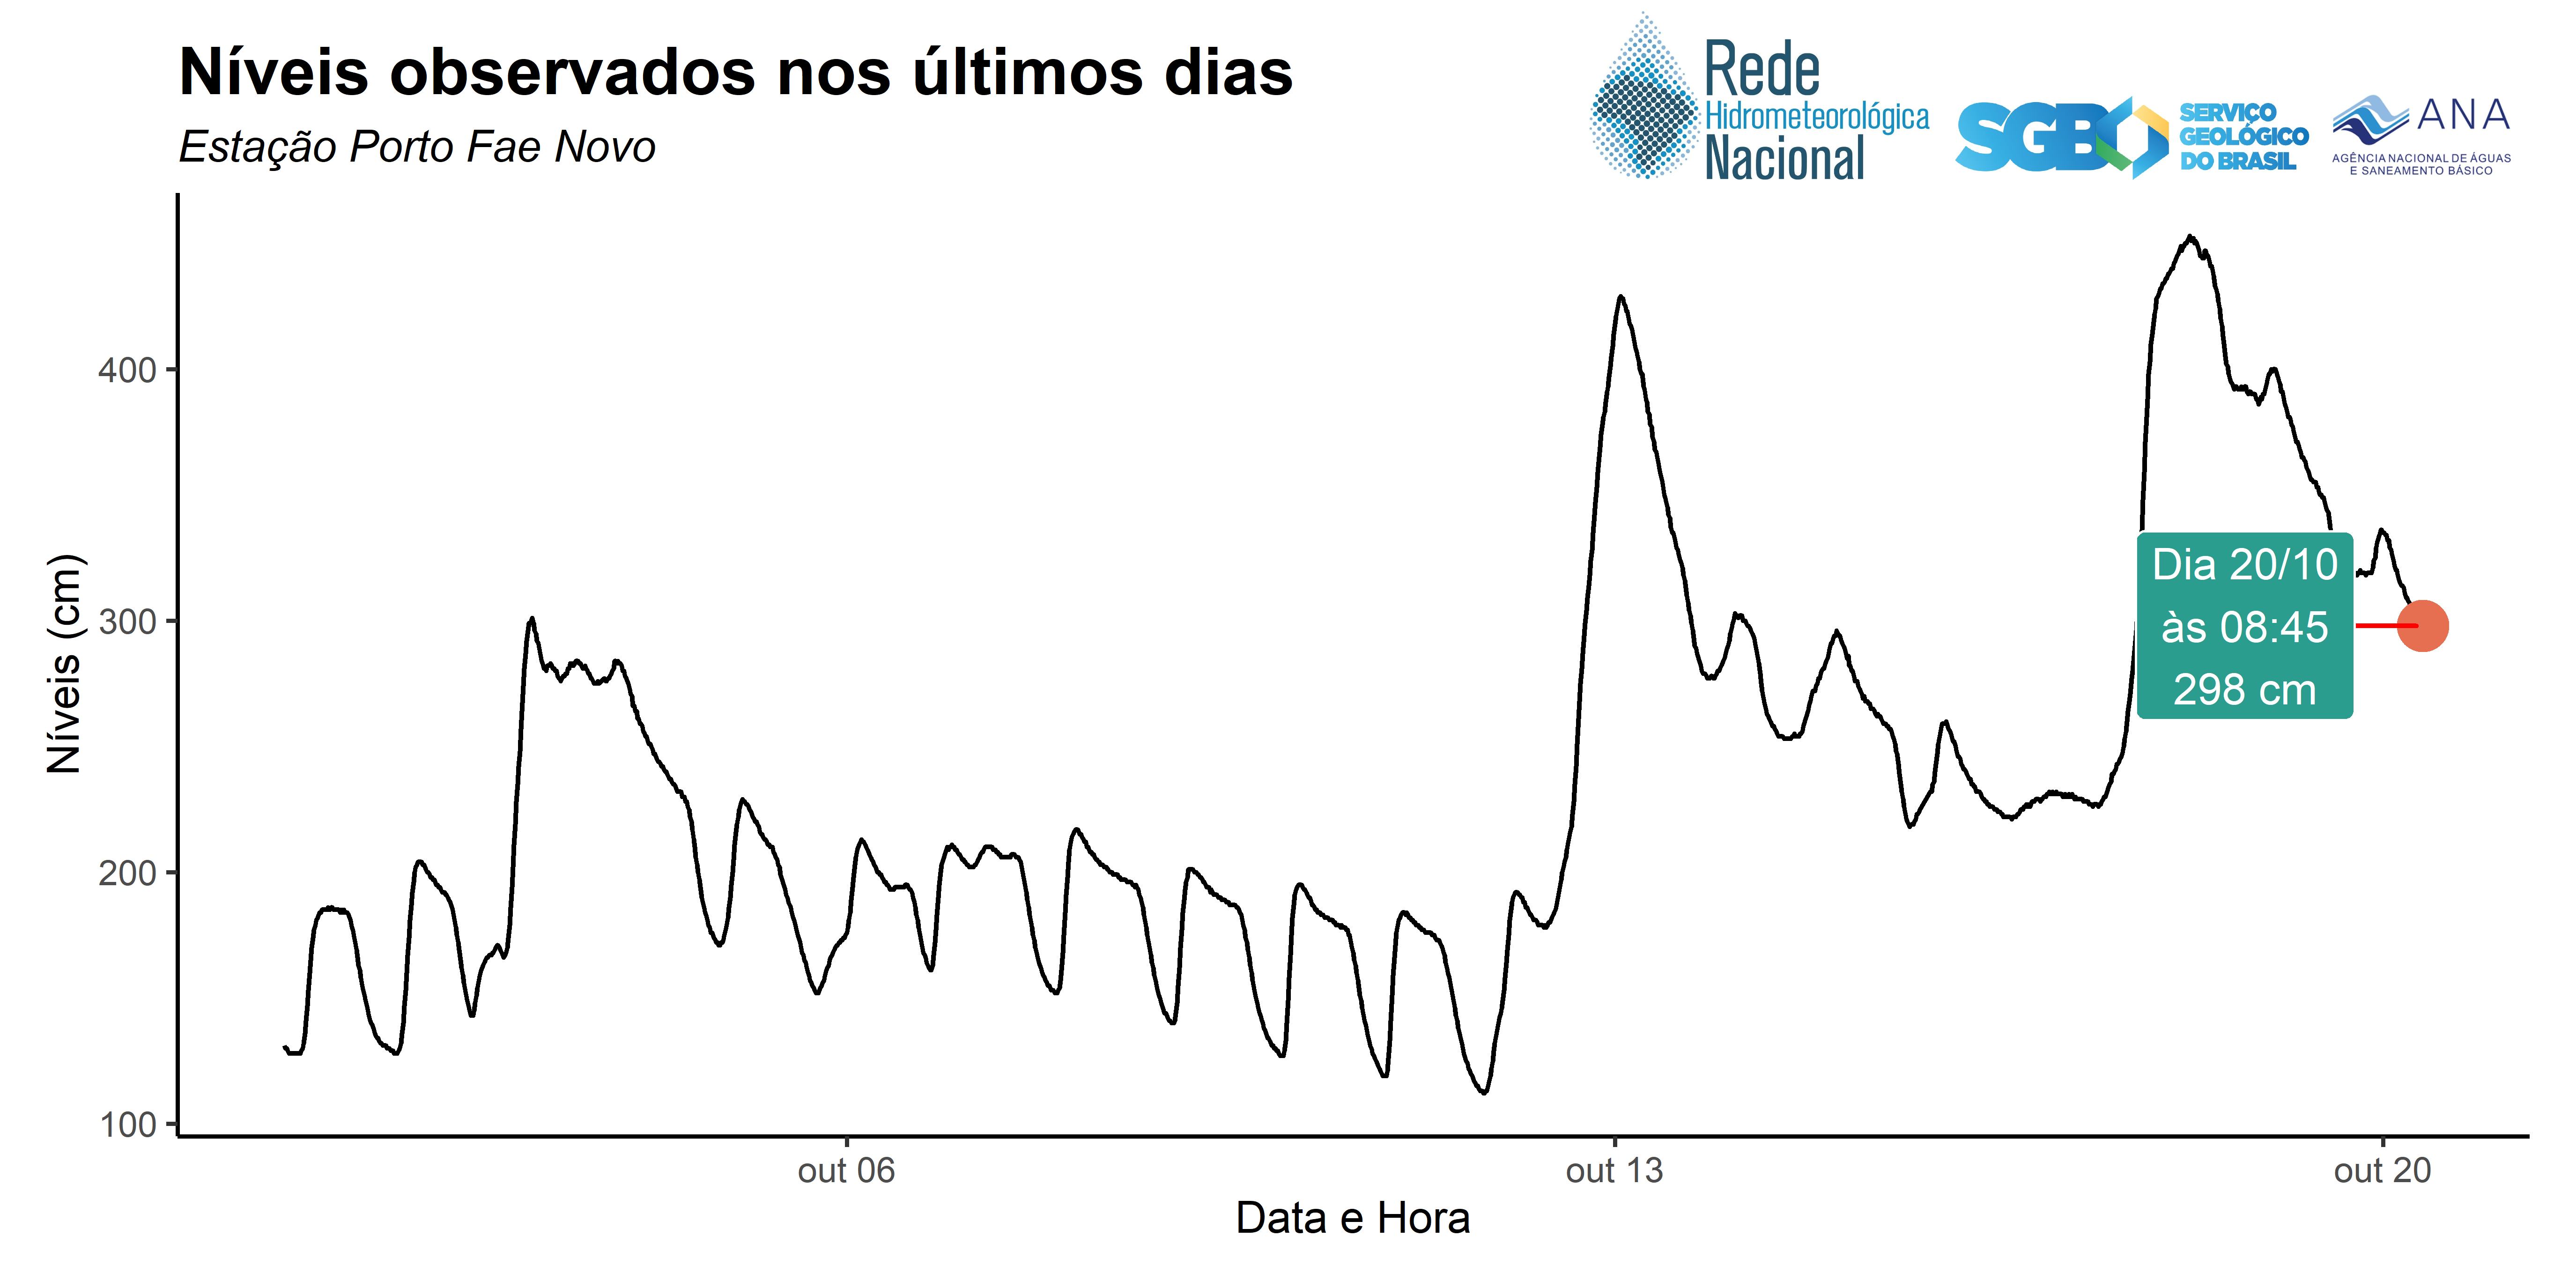 Níveis observados nos últimos dias
Estação Porto Fae Novo
Rede
Hidrometeorológica
Nacional
SGB
SERVIÇO
GEOLÓGICO
DO BRASIL
ANA
AGÊNCIA NACIONAL DE ÁGUAS
E SANEAMENTO BÁSICO
Níveis (cm)
400
300
200
100
Dia 20/10
às 08:45
298 cm
out 06
out 13
out 20
Data e Hora